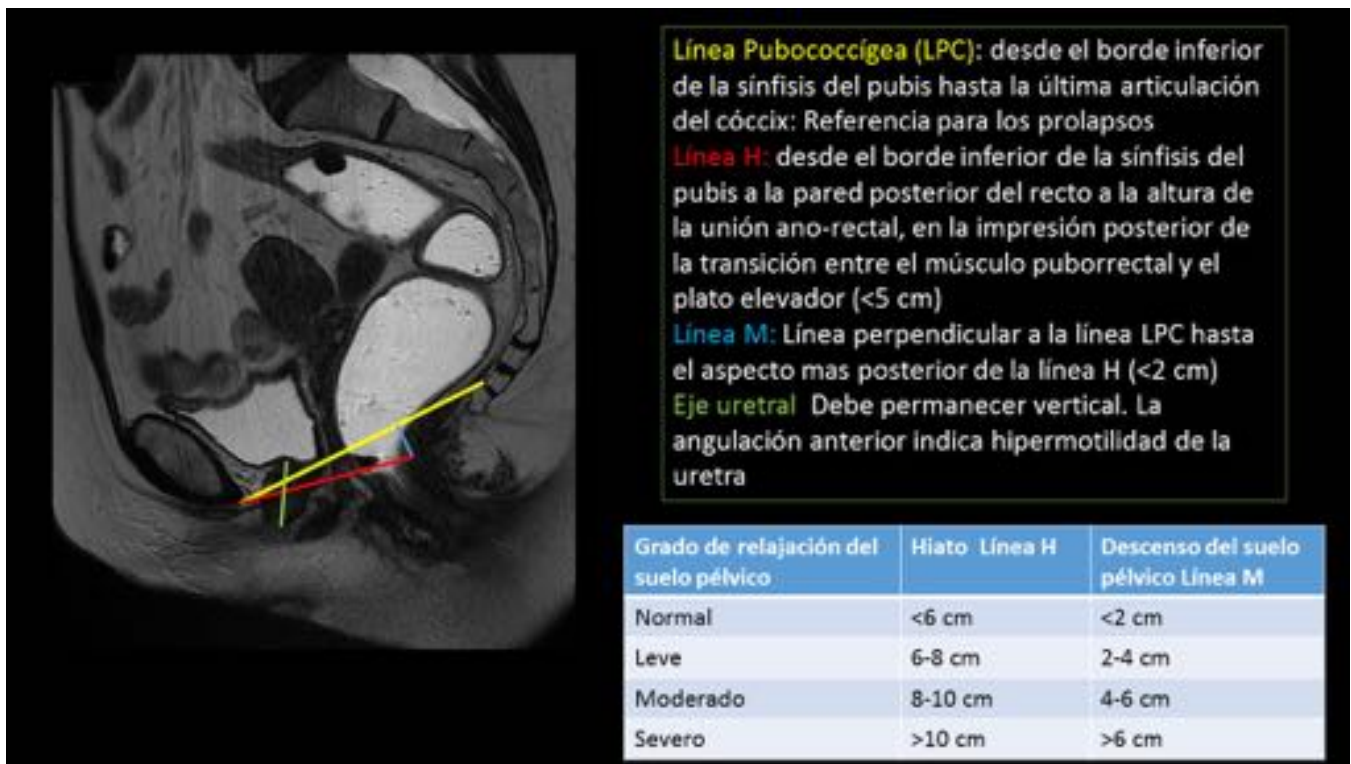 Línea Pubococcígea (LPC): desde el borde inferior
de la sínfisis del pubis hasta la última articulación
del cóccix: Referencia para los prolapsos
Línea H: desde el borde inferior de la sínfisis del
pubis a la pared posterior del recto a la altura de
la unión ano-rectal, en la impresión posterior de
la transición entre el músculo puborrectal y el
plato elevador (<5 cm)
Línea M: Línea perpendicular a la línea LPC hasta
el aspecto mas posterior de la línea H (<2 cm)
Eje uretral Debe permanecer vertical. La
angulación anterior indica hipermotilidad de la
uretra
Grado de relajación del suelo pélvico Hiato Línea H Descenso del suelo pélvico Línea M
Normal <6 cm <2 cm
Leve 6-8 cm 2-4 cm
Moderado 8-10 cm 4-6 cm
Severo >10 cm >6 cm